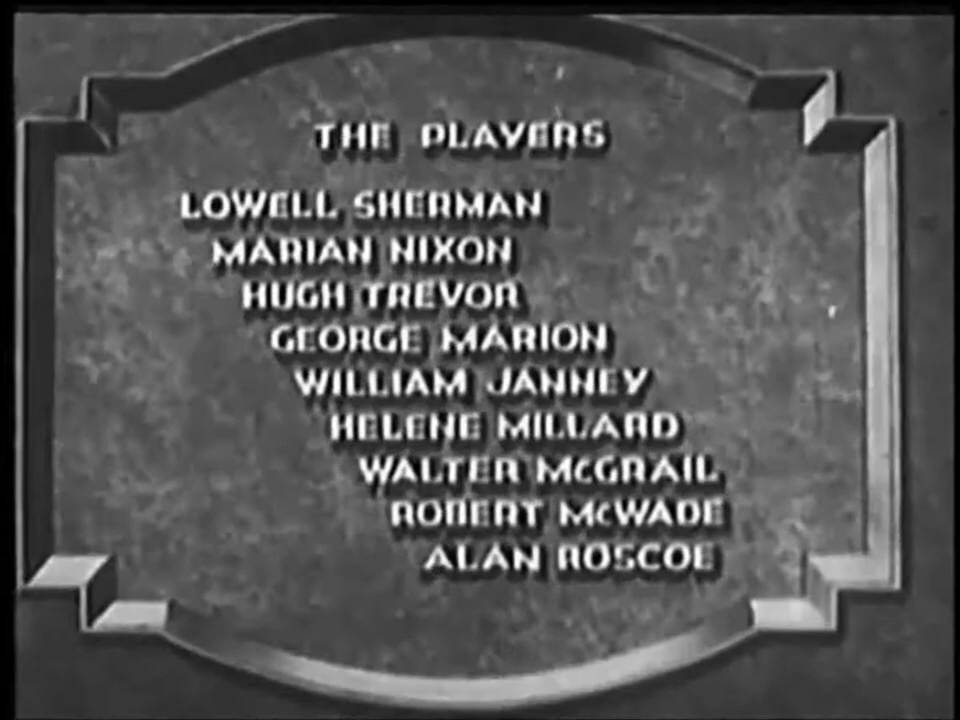 THE PLAYERS
LOWELL SHERMAN
MARIAN NIXON
HUGH TREVOR
GEORGE MARION
WILLIAM JANNEY
HELENE MILLARD
WALTER McGRAIL
ROBERT McWADE
ALAN ROSCOE